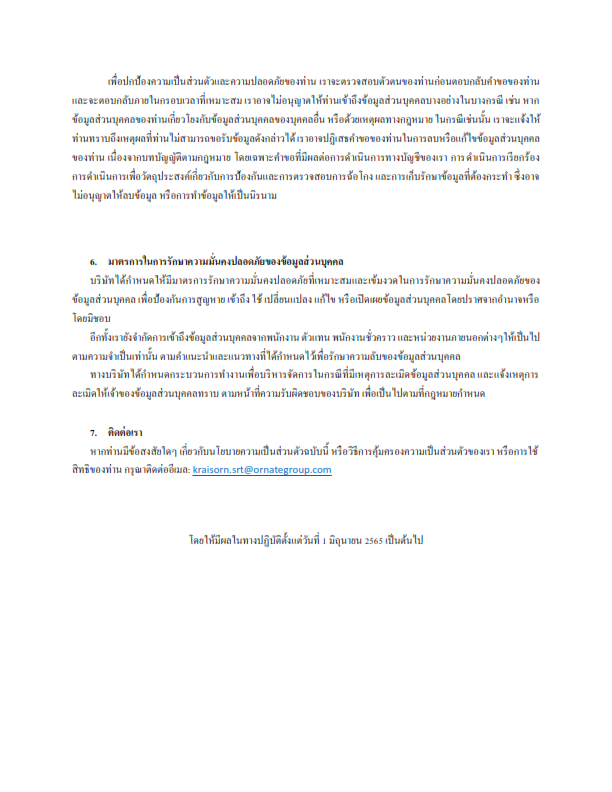 เพื่อปกป้องความเป็นส่วนตัวและความปลอดภัยของท่าน เราจะตรวจสอบตัวตนของท่านก่อนตอบกลับคำขอของท่าน
และจะตอบกลับภายในกรอบเวลาที่เหมาะสม เราอาจไม่อนุญาตให้ท่านเข้าถึงข้อมูลส่วนบุคคลบางอย่างในบางกรณี เช่น หาก
ข้อมูลส่วนบุคคลของท่านเกี่ยวโยงกับข้อมูลส่วนบุคคลของบุคคลอื่น หรือด้วยเหตุผลทางกฎหมาย ในกรณีเช่นนั้น เราจะแจ้งให้
ท่านทราบถึงเหตุผลที่ท่านไม่สามารถขอรับข้อมูลดังกล่าวได้ เราอาจปฏิเสธคำขอของท่านในการลบหรือแก้ไขข้อมูลส่วนบุคคล
ของท่าน เนื่องจากบทบัญญัติตามกฎหมาย โดยเฉพาะคำขอที่มีผลต่อการดำเนินการทางบัญชีของเรา การดำเนินการเรียกร้อง
การดำเนินการเพื่อวัตถุประสงค์เกี่ยวกับการป้องกันและการตรวจสอบการฉ้อโกง และการเก็บรักษาข้อมูลที่ต้องกระทำ ซึ่งอาจ
ไม่อนุญาตให้ลบข้อมูล หรือการทำข้อมูลให้เป็นนิรนาม
6. มาตรการในการรักษาความมั่นคงปลอดภัยของข้อมูลส่วนบุคคล
บริษัทได้กำหนดให้มีมาตรการรักษาความมั่นคงปลอดภัยที่เหมาะสมและเข้มงวดในการรักษาความมั่นคงปลอดภัยของ
ข้อมูลส่วนบุคคล เพื่อป้องกันการสูญหาย เข้าถึง ใช้ เปลี่ยนแปลง แก้ไข หรือเปิดเผยข้อมูลส่วนบุคคลโดยปราศจากอำนาจหรือ
โดยมิชอบ
อีกทั้งเรายังจำกัดการเข้าถึงข้อมูลส่วนบุคคลจากพนักงาน ตัวแทน พนักงานชั่วคราว และหน่วยงานภายนอกต่างๆให้เป็นไป
ตามความจำเป็นเท่านั้น ตามคำแนะนำและแนวทางที่ได้กำหนดไว้เพื่อรักษาความลับของข้อมูลส่วนบุคคล
ทางบริษัทได้กำหนดกระบวนการทำงานเพื่อบริหารจัดการในกรณีที่มีเหตุการละเมิดข้อมูลส่วนบุคคล และแจ้งเหตุการ
ละเมิดให้เจ้าของข้อมูลส่วนบุคคลทราบ ตามหน้าที่ความรับผิดชอบของบริษัท เพื่อเป็นไปตามที่กฎหมายกำหนด
7. ติดต่อเรา
หากท่านมีข้อสงสัยใดๆ เกี่ยวกับนโยบายความเป็นส่วนตัวฉบับนี้ หรือวิธีการคุ้มครองความเป็นส่วนตัวของเรา หรือการใช้
สิทธิของท่าน กรุณาติดต่ออีเมล: kraisorn.srt@ornategroup.com
โดยให้มีผลในทางปฏิบัติตั้งแต่วันที่ 1 มิถุนายน 2565 เป็นต้นไป